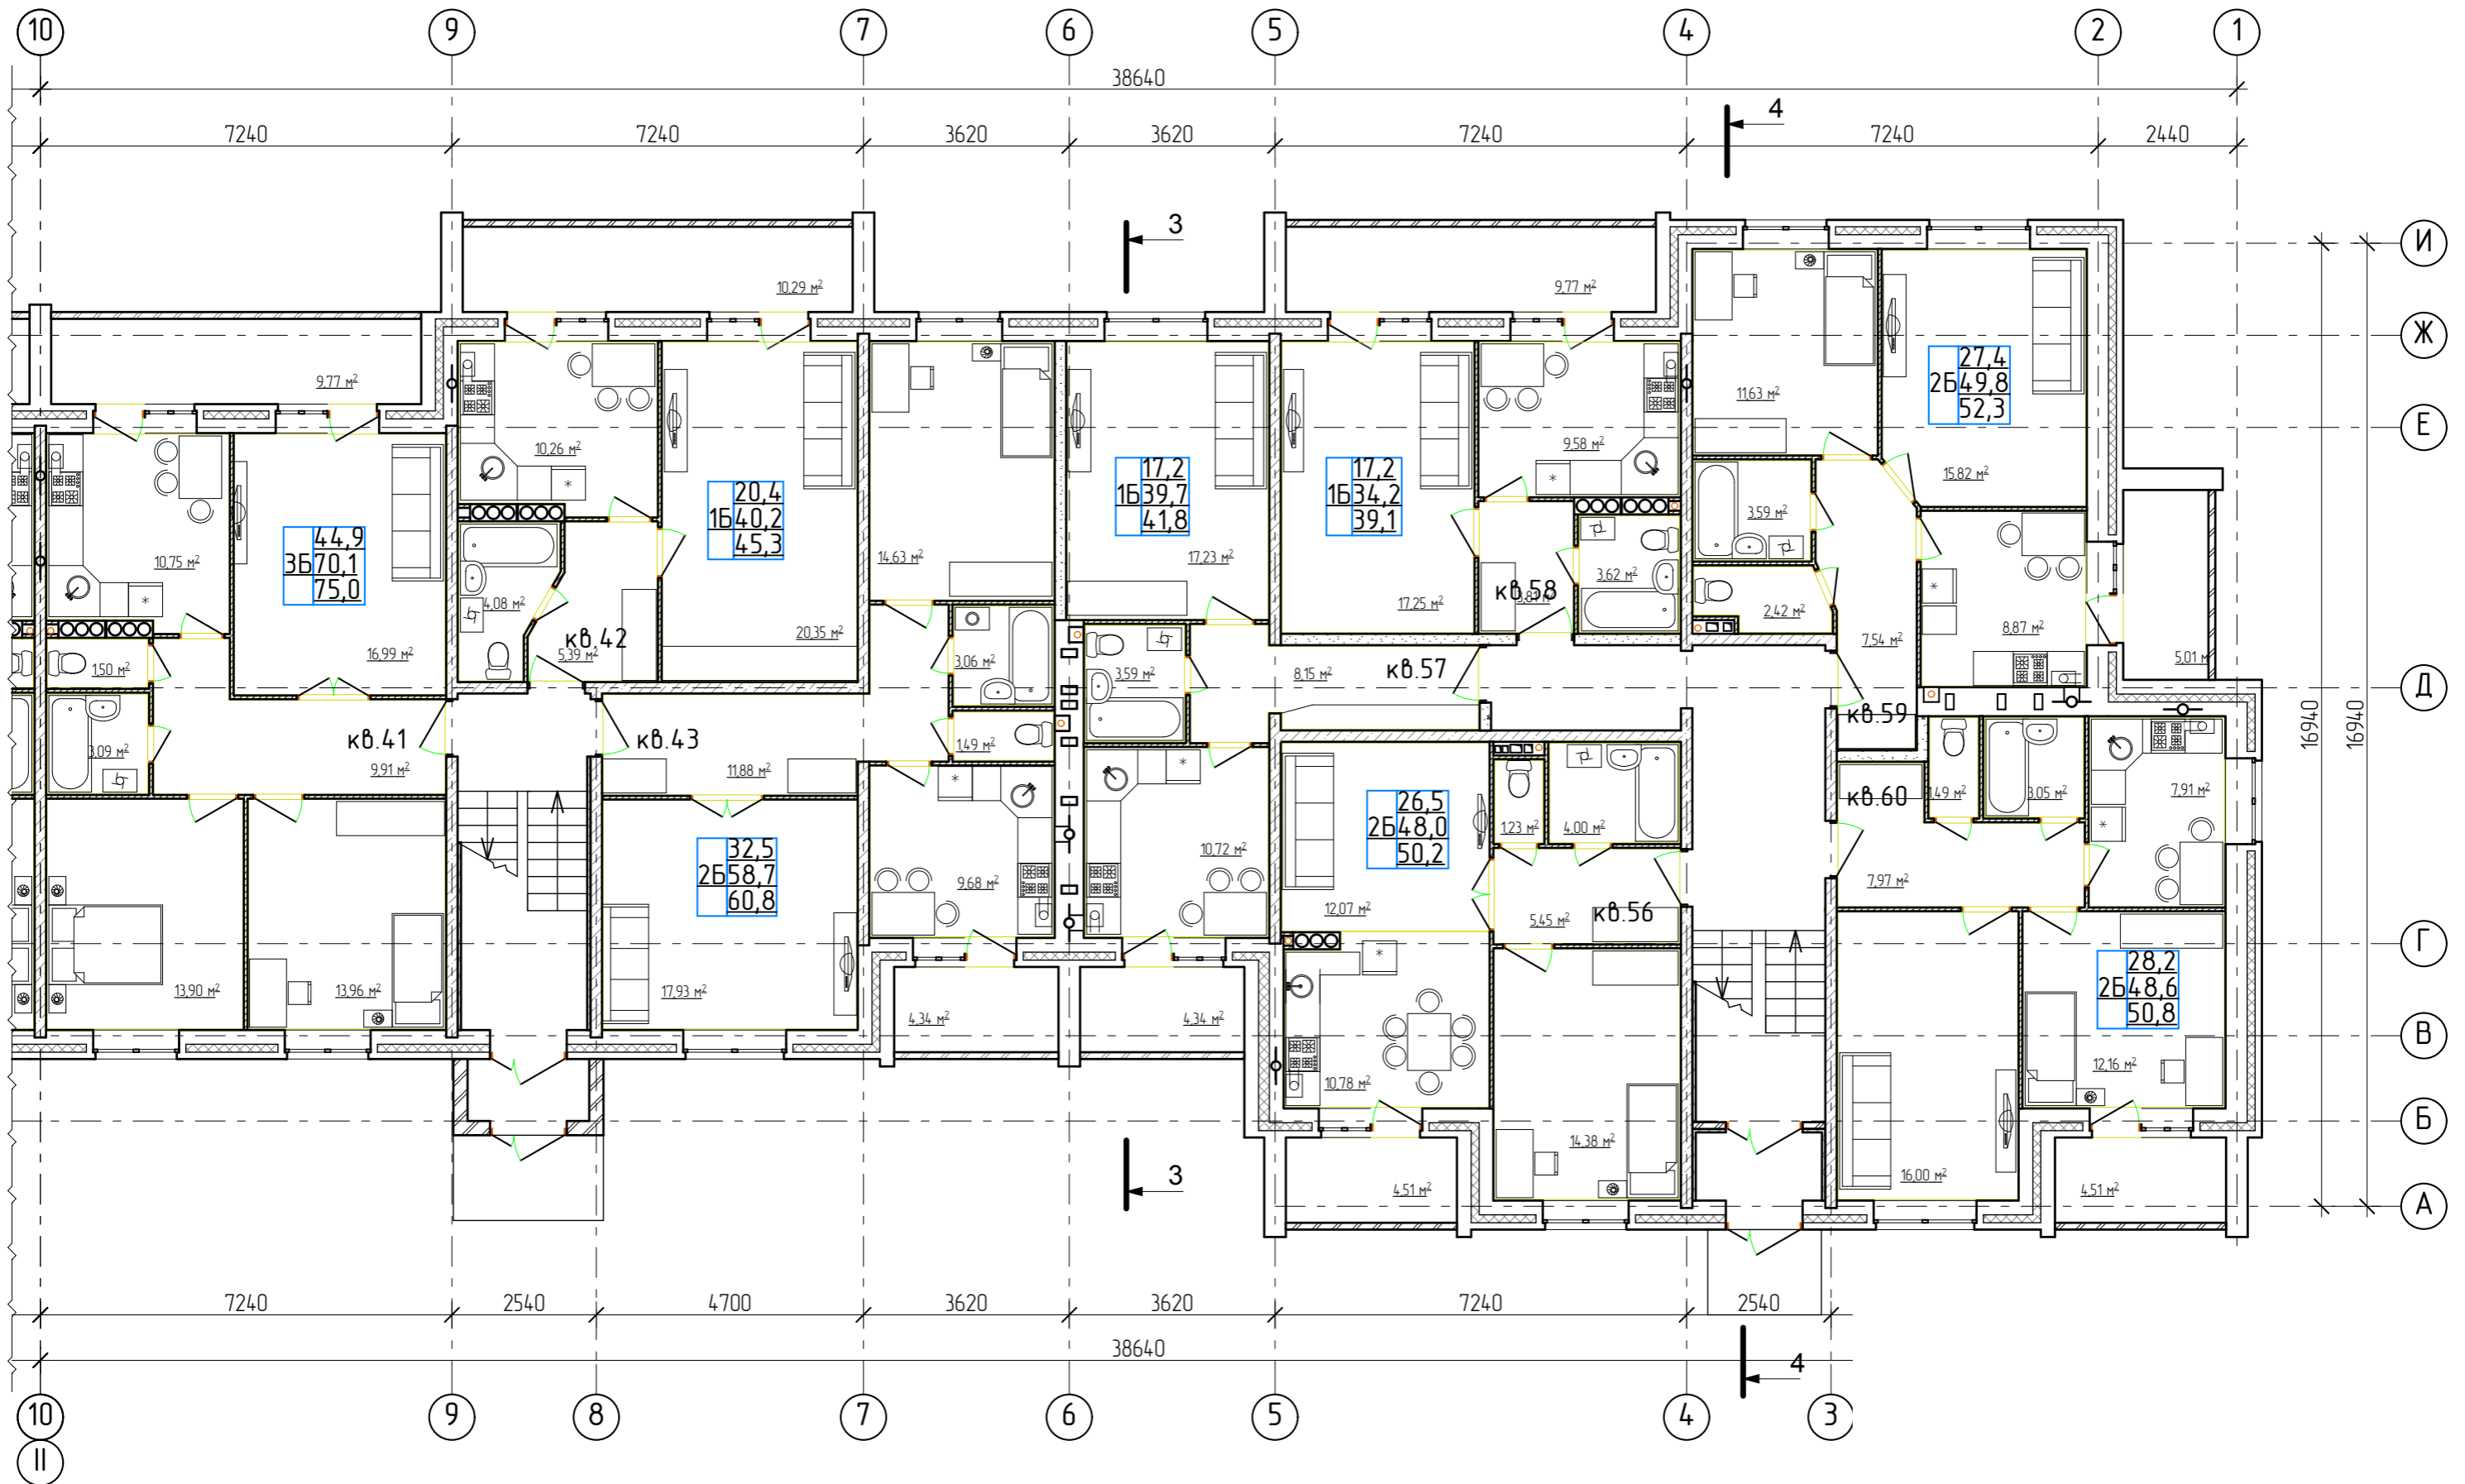 10 9 7 6 5 4 2 1
38640
7240 7240 3620 3620 7240 7240 2440
4
3
И
Ж
Е
Д
Г
В
Б
А
16940 16940
10,29 м²
9,77 м²
9,77 м²
11,63 м²
27,4
2Б 49,8
52,3
15,82 м²
10,26 м²
9,58 м²
17,2
1Б 39,7
41,8
17,2
1Б 34,2
39,1
20,4
1Б 40,2
45,3
44,9
3Б 70,1
75,0
10,75 м²
14,63 м²
17,23 м²
17,25 м²
3,62 м²
3,59 м²
кв.58
3,81 м²
2,42 м²
4,08 м²
кв.42
5,39 м²
20,35 м²
7,54 м²
8,87 м²
5,01 м
16,99 м²
1,50 м²
3,06 м²
3,59 м²
8,15 м²
кв.57
кв.59
кв.41
кв.43
1,49 м²
3,09 м²
9,91 м²
11,88 м²
кв.60
1,49 м²
3,05 м²
7,91 м²
26,5
2Б 48,0
50,2
1,23 м²
4,00 м²
32,5
2Б 58,7
60,8
10,72 м²
9,68 м²
7,97 м²
12,07 м²
5,45 м²
кв.56
28,2
2Б 48,6
50,8
13,90 м²
13,96 м²
17,93 м²
4,34 м²
4,34 м²
10,78 м²
12,16 м²
14,38 м²
16,00 м²
3
4,51 м²
4,51 м²
7240 2540 4700 3620 3620 7240 2540
38640
4
10 9 8 7 6 5 4 3
II